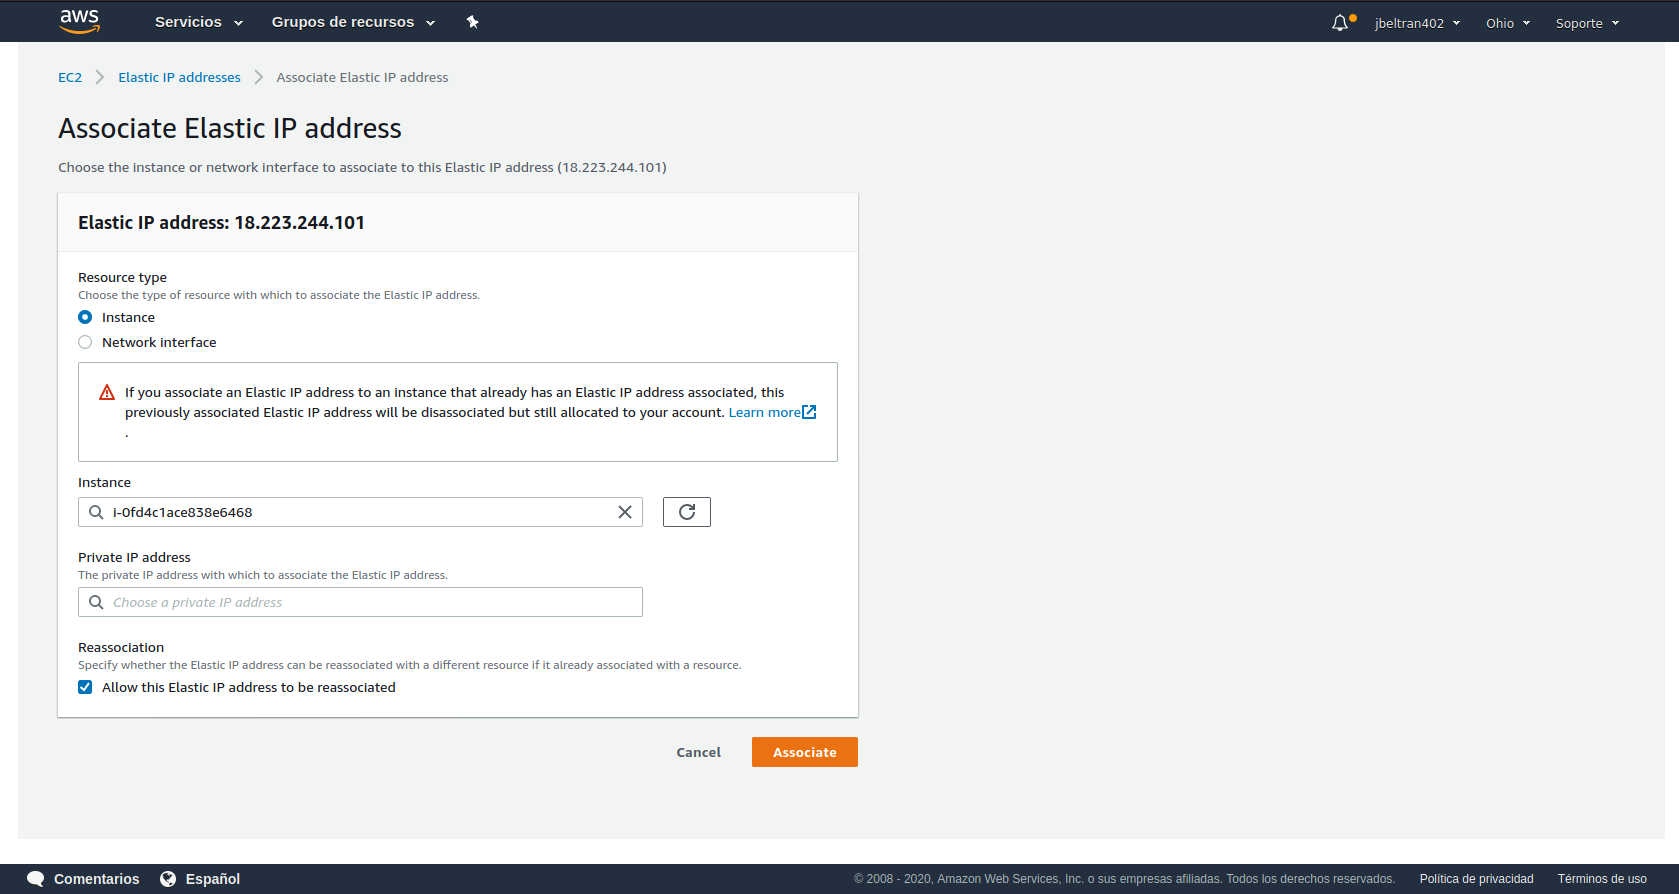 aws Servicios Grupos de recursos jbeltran402 Ohio Soporte
EC2 Elastic IP addresses Associate Elastic IP address
Associate Elastic IP address
Choose the instance or network interface to associate to this Elastic IP address (18.223.244.101)
Elastic IP address: 18.223.244.101
Resource type
Choose the type of resource with which to associate the Elastic IP address.
Instance
Network interface
If you associate an Elastic IP address to an instance that already has an Elastic IP address associated, this
previously associated Elastic IP address will be disassociated but still allocated to your account. Learn more
.
Instance
i-0fd4c1ace838e6468
Private IP address
The private IP address with which to associate the Elastic IP address.
Choose a private IP address
Reassociation
Specify whether the Elastic IP address can be reassociated with a different resource if it already associated with a resource.
Allow this Elastic IP address to be reassociated
Cancel Associate
Comentarios Español © 2008 - 2020, Amazon Web Services, Inc. o sus empresas afiliadas. Todos los derechos reservados. Política de privacidad Términos de uso